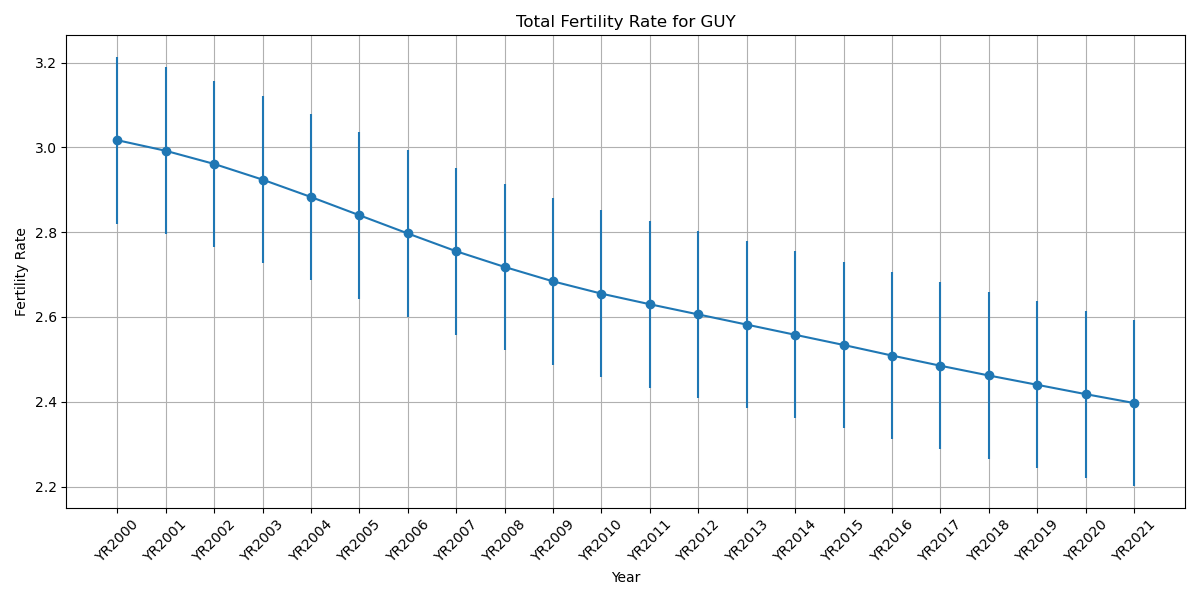 Total Fertility Rate for GUY
Fertility Rate
3.2
3.0
2.8
2.6
2.4
2.2
YR2000
YR2001
YR2002
YR2003
YR2004
YR2005
YR2006
YR2007
YR2008
YR2009
YR2010
YR2011
YR2012
YR2013
YR2014
YR2015
YR2016
YR2017
YR2018
YR2019
YR2020
YR2021
Year